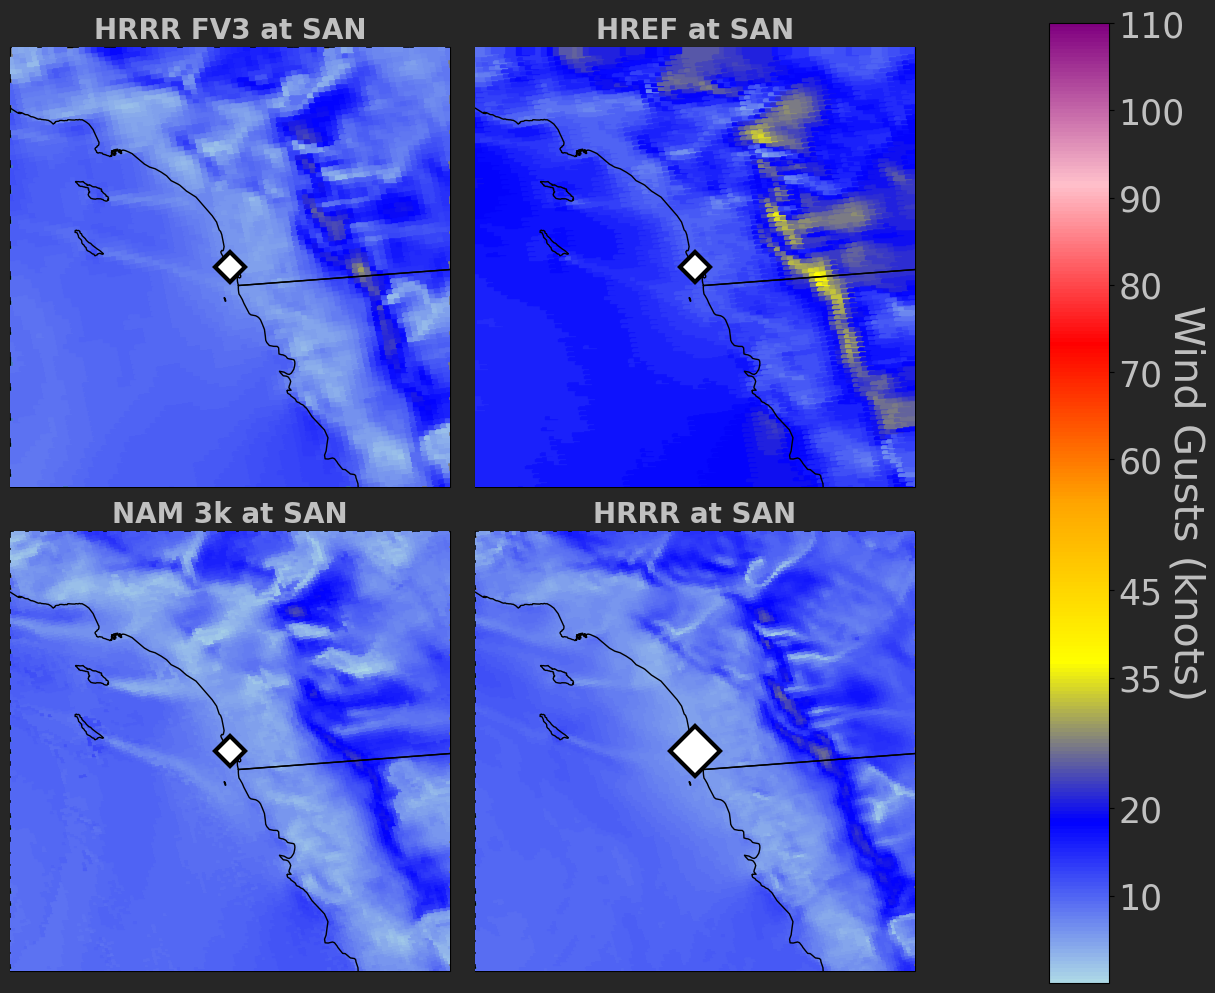 HRRR FV3 at SAN
HREF at SAN
NAM 3k at SAN
HRRR at SAN
110
100
90
80
70
60
45
35
20
10
Wind Gusts (knots)